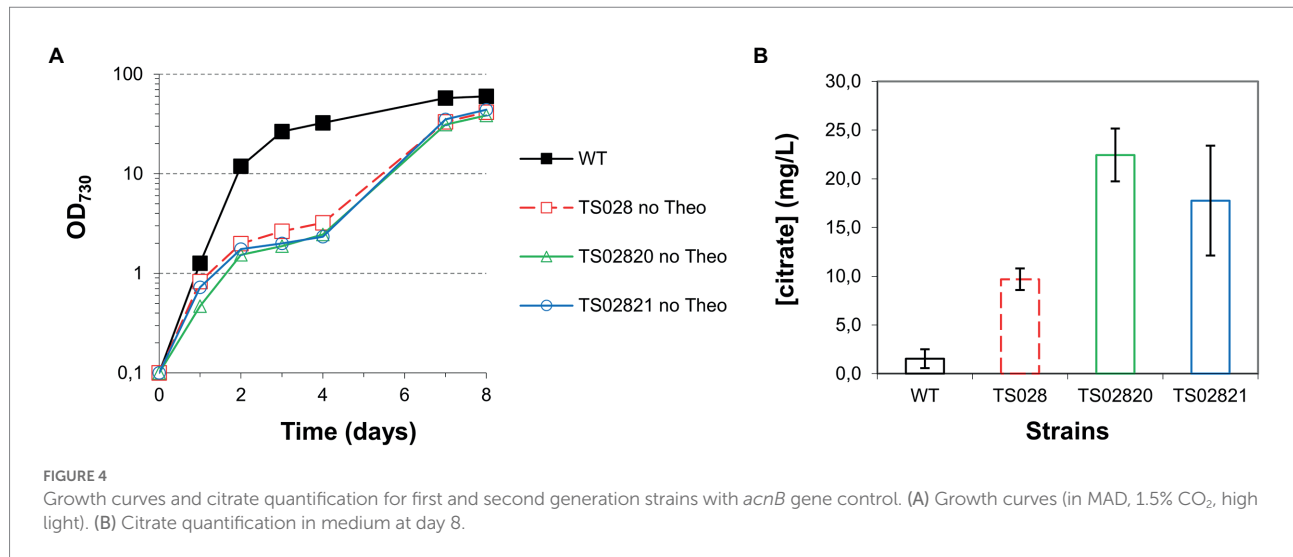 A
100
10
1
0,1
OD730
0
2
4
6
8
Time (days)
WT
TS028 no Theo
TS02820 no Theo
TS02821 no Theo
B
30,0
25,0
20,0
15,0
10,0
5,0
0,0
[citrate] (mg/L)
WT TS028 TS02820 TS02821
Strains
FIGURE 4
Growth curves and citrate quantification for first and second generation strains with acnB gene control. (A) Growth curves (in MAD, 1.5% CO₂, high
light). (B) Citrate quantification in medium at day 8.